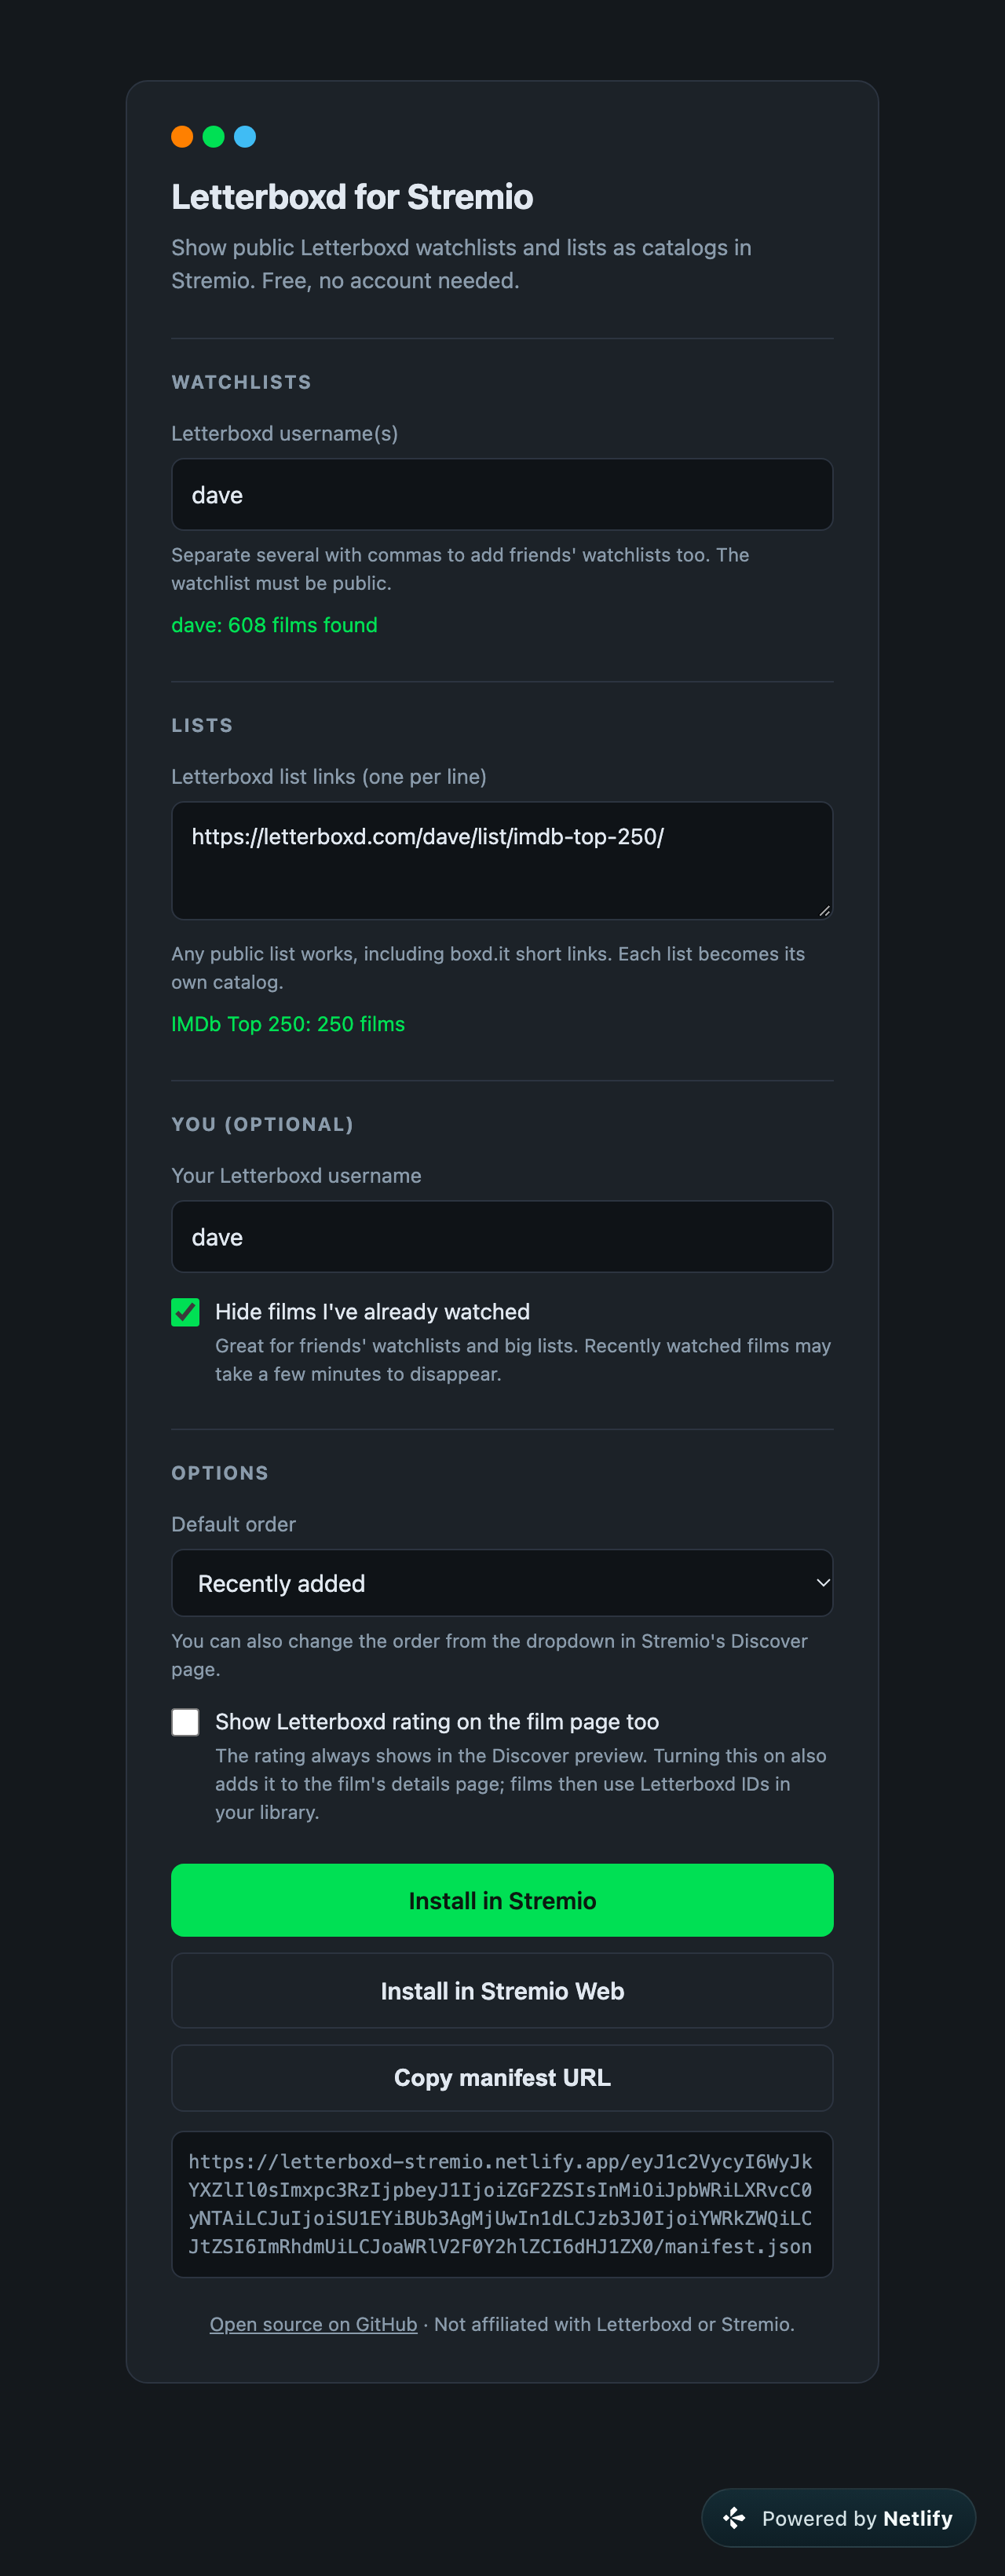 Letterboxd for Stremio
Show public Letterboxd watchlists and lists as catalogs in
Stremio. Free, no account needed.
WATCHLISTS
Letterboxd username(s)
dave
Separate several with commas to add friends' watchlists too. The
watchlist must be public.
dave: 608 films found
LISTS
Letterboxd list links (one per line)
https://letterboxd.com/dave/list/imdb-top-250/
Any public list works, including boxd.it short links. Each list becomes its
own catalog.
IMDb Top 250: 250 films
YOU (OPTIONAL)
Your Letterboxd username
dave
Hide films I've already watched
Great for friends' watchlists and big lists. Recently watched films may
take a few minutes to disappear.
OPTIONS
Default order
Recently added
You can also change the order from the dropdown in Stremio's Discover
page.
Show Letterboxd rating on the film page too
The rating always shows in the Discover preview. Turning this on also
adds it to the film's details page; films then use Letterboxd IDs in
your library.
Install in Stremio
Install in Stremio Web
Copy manifest URL
https://letterboxd-stremio.netlify.app/eyJ1c2VycyI6WyJk
YXZlIl0sImxpc3RzIjpbeyJ1IjoiZGF2ZSIsInMiOiJpbWRiLXRvcC0
yNTAiLCJuIjoiSU1EYiBUb3AgMjUwIn1dLCJzb3J0IjoiYWRkZWQiLC
JtZSI6ImRhdmUiLCJoaWRlV2F0Y2hlZCI6dHJ1ZX0/manifest.json
Open source on GitHub · Not affiliated with Letterboxd or Stremio.
Powered by Netlify